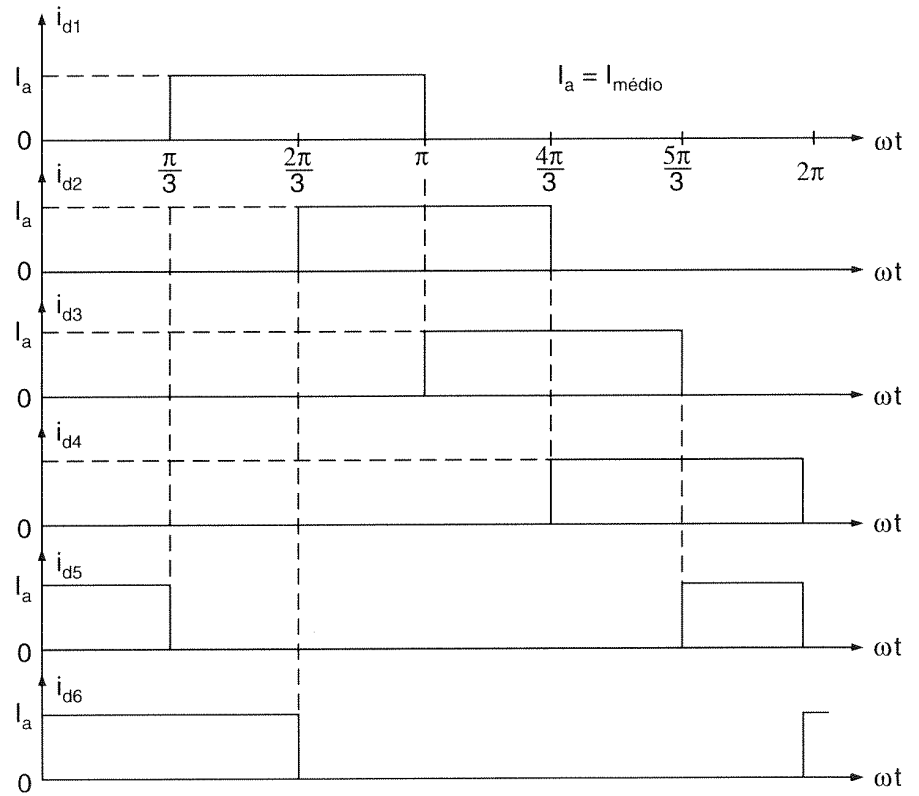 i_d1
I_a
I_a = I_médio
0
π/3
2π/3
π
4π/3
5π/3
2π
ωt
i_d2
I_a
0
ωt
i_d3
I_a
0
ωt
i_d4
0
ωt
i_d5
I_a
0
ωt
i_d6
I_a
0
ωt